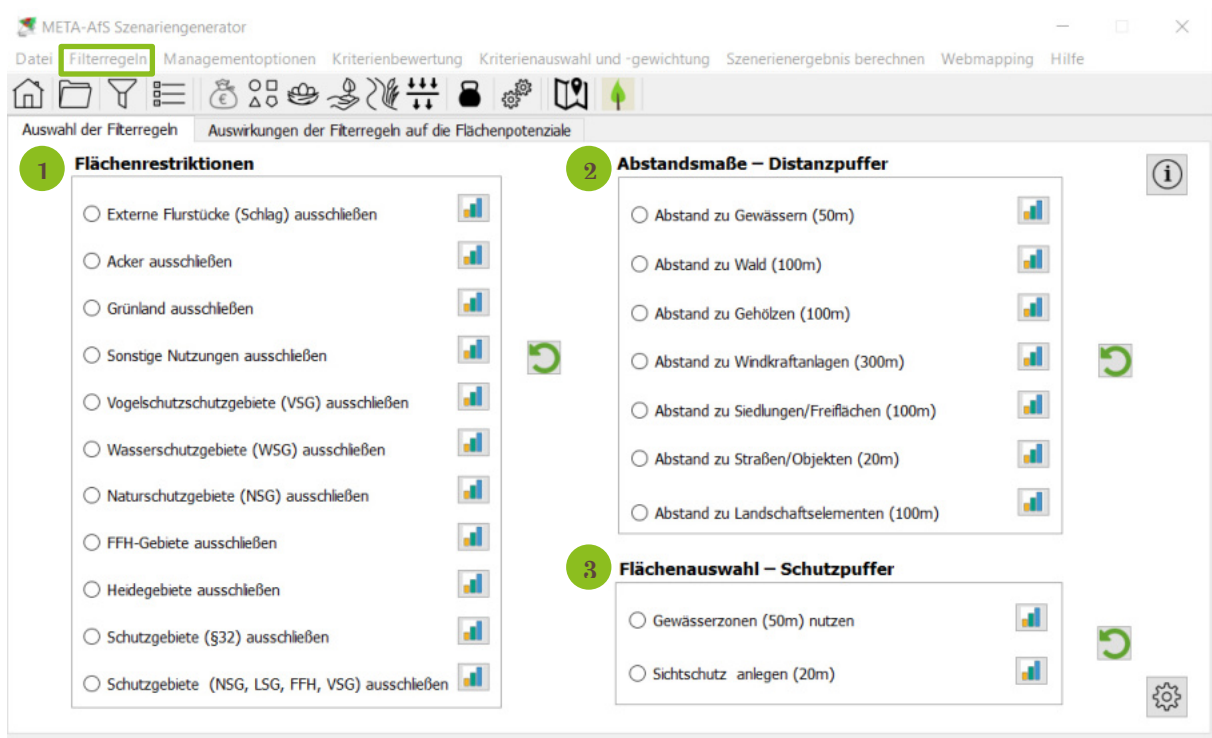 META-AfS Szenariengenerator
Datei Filterregeln Managementoptionen Kriterienbewertung Kriterienauswahl und -gewichtung Szenerienergebnis berechnen Webmapping Hilfe
Auswahl der Filterregeln Auswirkungen der Filterregeln auf die Flächenpotenziale
1 Flächenrestriktionen
Externe Flurstücke (Schlag) ausschließen
Acker ausschließen
Grünland ausschließen
Sonstige Nutzungen ausschließen
Vogelschutzschutzgebiete (VSG) ausschließen
Wasserschutzgebiete (WSG) ausschließen
Naturschutzgebiete (NSG) ausschließen
FFH-Gebiete ausschließen
Heidegebiete ausschließen
Schutzgebiete (§32) ausschließen
Schutzgebiete (NSG, LSG, FFH, VSG) ausschließen
2 Abstandsmaße – Distanzpuffer
Abstand zu Gewässern (50m)
Abstand zu Wald (100m)
Abstand zu Gehölzen (100m)
Abstand zu Windkraftanlagen (300m)
Abstand zu Siedlungen/Freiflächen (100m)
Abstand zu Straßen/Objekten (20m)
Abstand zu Landschaftselementen (100m)
3 Flächenauswahl – Schutzpuffer
Gewässerzonen (50m) nutzen
Sichtschutz anlegen (20m)